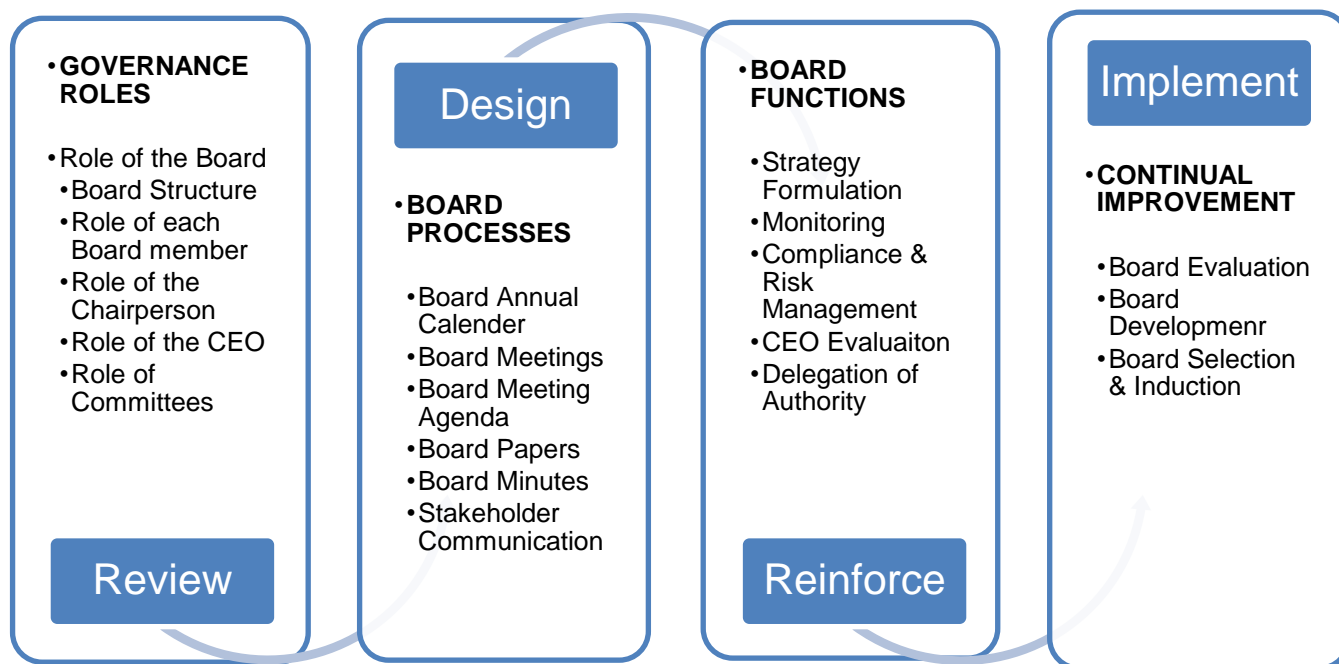 •GOVERNANCE
ROLES
•Role of the Board
•Board Structure
•Role of each
Board member
•Role of the
Chairperson
•Role of the CEO
•Role of
Committees
Review
Design
•BOARD
PROCESSES
•Board Annual
Calender
•Board Meetings
•Board Meeting
Agenda
•Board Papers
•Board Minutes
•Stakeholder
Communication
•BOARD
FUNCTIONS
•Strategy
Formulation
•Monitoring
•Compliance &
Risk
Management
•CEO Evaluaiton
•Delegation of
Authority
Reinforce
Implement
•CONTINUAL
IMPROVEMENT
•Board Evaluation
•Board
Developmenr
•Board Selection
& Induction